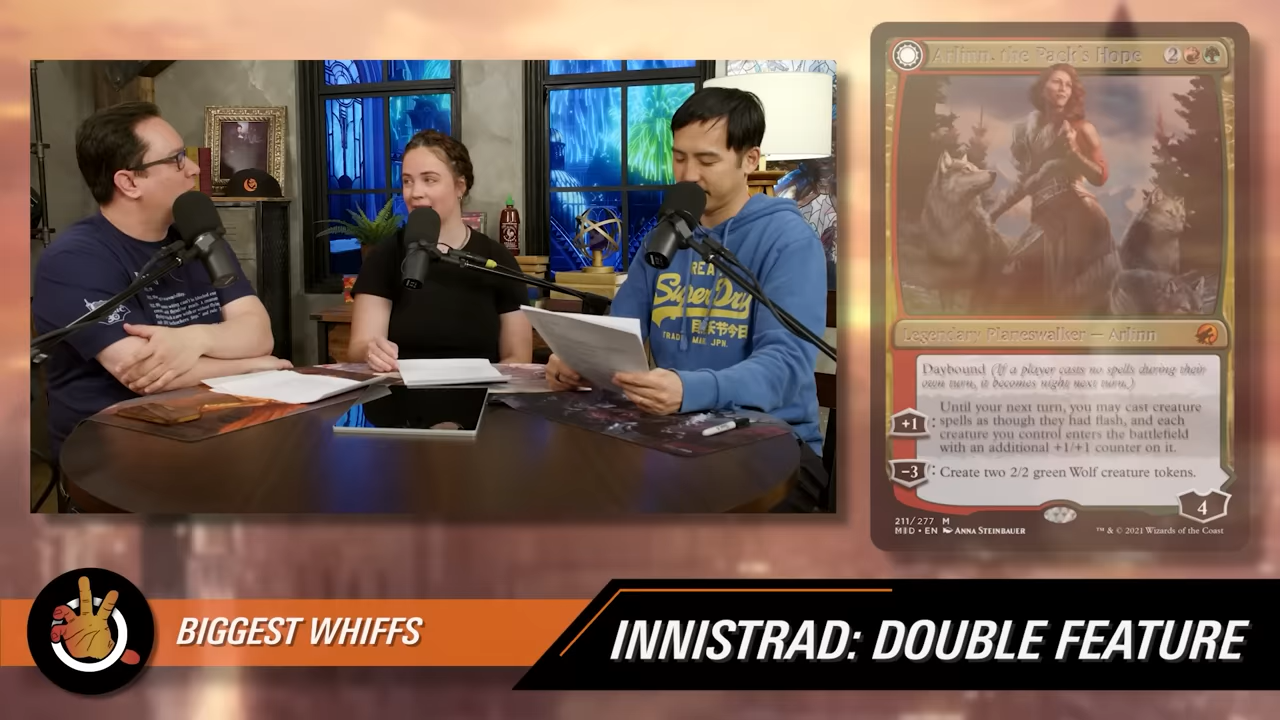 Arlinn, the Pack's Hope
2
Legendary Planeswalker — Arlinn
Daybound (If a player casts no spells during their
own turn, it becomes night next turn.)
+1
: Until your next turn, you may cast creature
spells as though they had flash, and each
creature you control enters the battlefield
with an additional +1/+1 counter on it.
−3
: Create two 2/2 green Wolf creature tokens.
4
211/277 M
MID • EN ANNA STEINBAUER
™ & © 2021 Wizards of the Coast
SuperDry
JPN.
BIGGEST WHIFFS
INNISTRAD: DOUBLE FEATURE